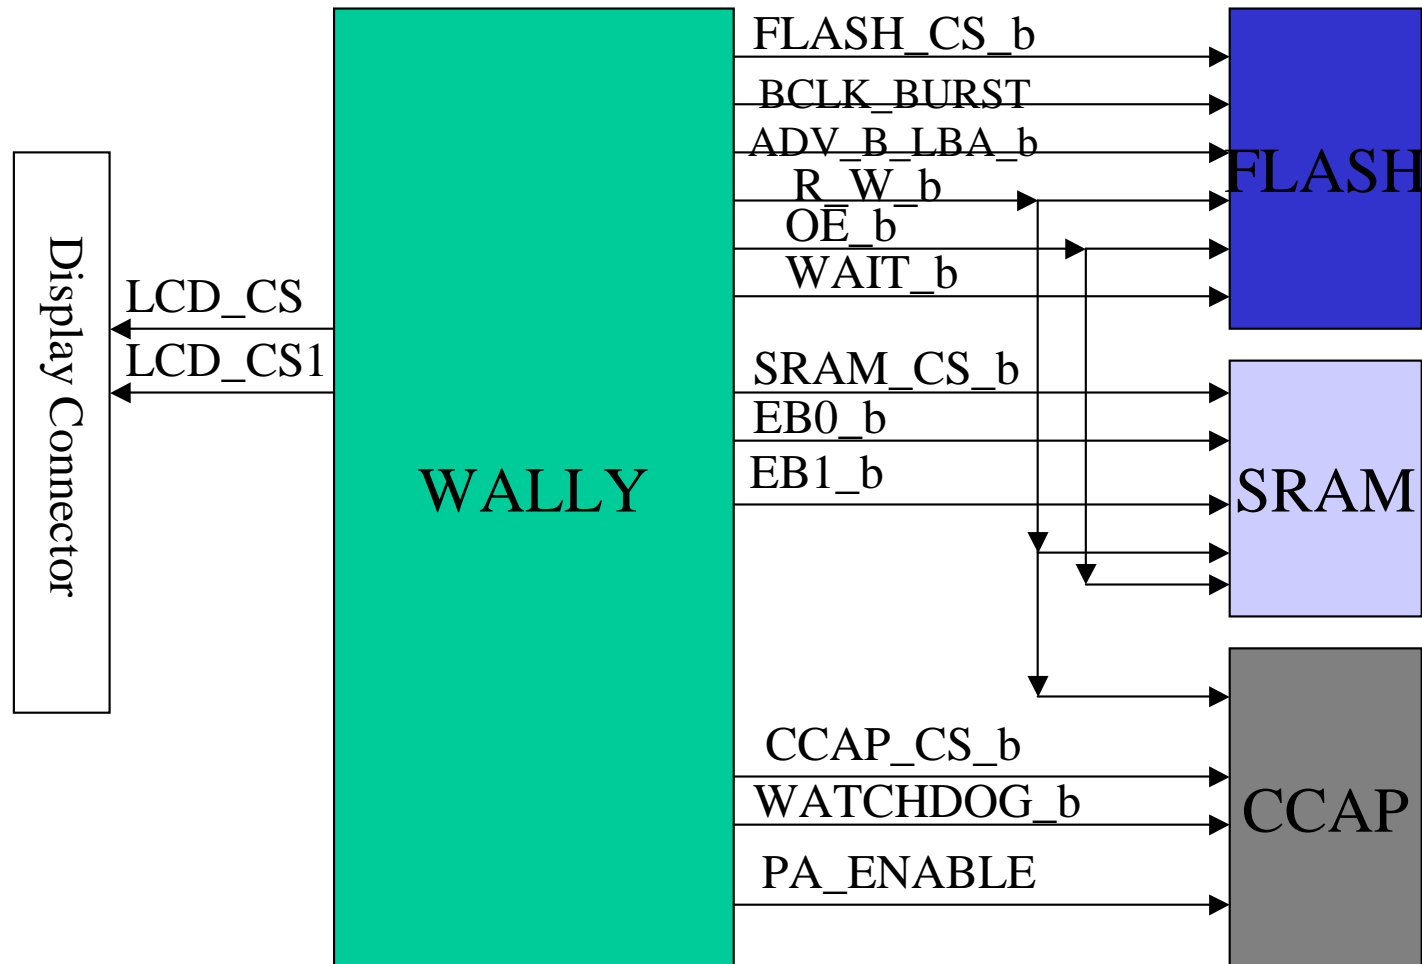 FLASH_CS_b
BCLK_BURST
ADV_B_LBA_b
R_W_b
OE_b
WAIT_b
FLASH
Display Connector
LCD_CS
LCD_CS1
WALLY
SRAM_CS_b
EB0_b
EB1_b
SRAM
CCAP_CS_b
WATCHDOG_b
PA_ENABLE
CCAP